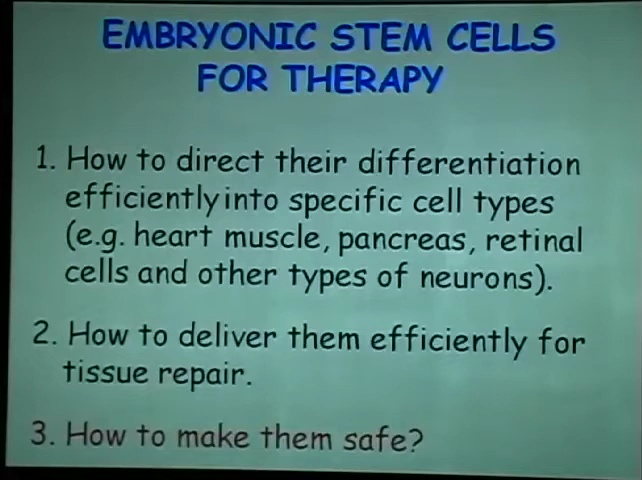 EMBRYONIC STEM CELLS
FOR THERAPY
1. How to direct their differentiation
efficiently into specific cell types
(e.g. heart muscle, pancreas, retinal
cells and other types of neurons).
2. How to deliver them efficiently for
tissue repair.
3. How to make them safe?